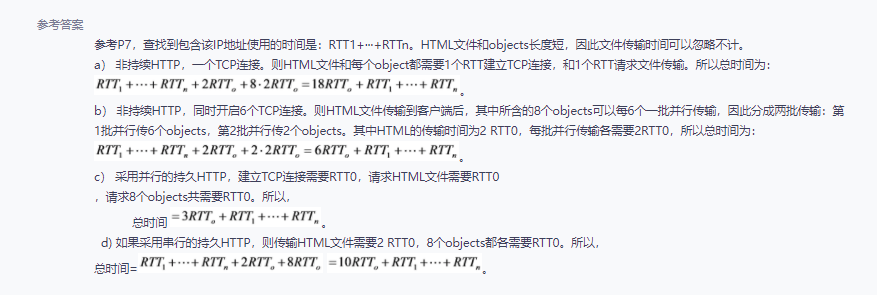 参考答案
参考P7，查找到包含该IP地址使用的时间是：RTT1+···+RTTn。HTML文件和objects长度短，因此文件传输时间可以忽略不计。
a） 非持续HTTP，一个TCP连接。则HTML文件和每个object都需要1个RTT建立TCP连接，和1个RTT请求文件传输。所以总时间为：
RTT₁+···+RTTₙ+2RTTₒ+8·2RTTₒ=18RTTₒ+RTT₁+···+RTTₙ。
b） 非持续HTTP，同时开启6个TCP连接。则HTML文件传输到客户端后，其中所含的8个objects可以每6个一批并行传输，因此分成两批传输：第
1批并行传6个objects，第2批并行传2个objects。其中HTML的传输时间为2 RTT0，每批并行传输各需要2RTT0，所以总时间为：
RTT₁+···+RTTₙ+2RTTₒ+2·2RTTₒ=6RTTₒ+RTT₁+···+RTTₙ。
c） 采用并行的持久HTTP，建立TCP连接需要RTT0，请求HTML文件需要RTT0
，请求8个objects共需要RTT0。所以，
总时间=3RTTₒ+RTT₁+···+RTTₙ。
d) 如果采用串行的持久HTTP，则传输HTML文件需要2 RTT0，8个objects都各需要RTT0。所以，
总时间=RTT₁+···+RTTₙ+2RTTₒ+8RTTₒ=10RTTₒ+RTT₁+···+RTTₙ。